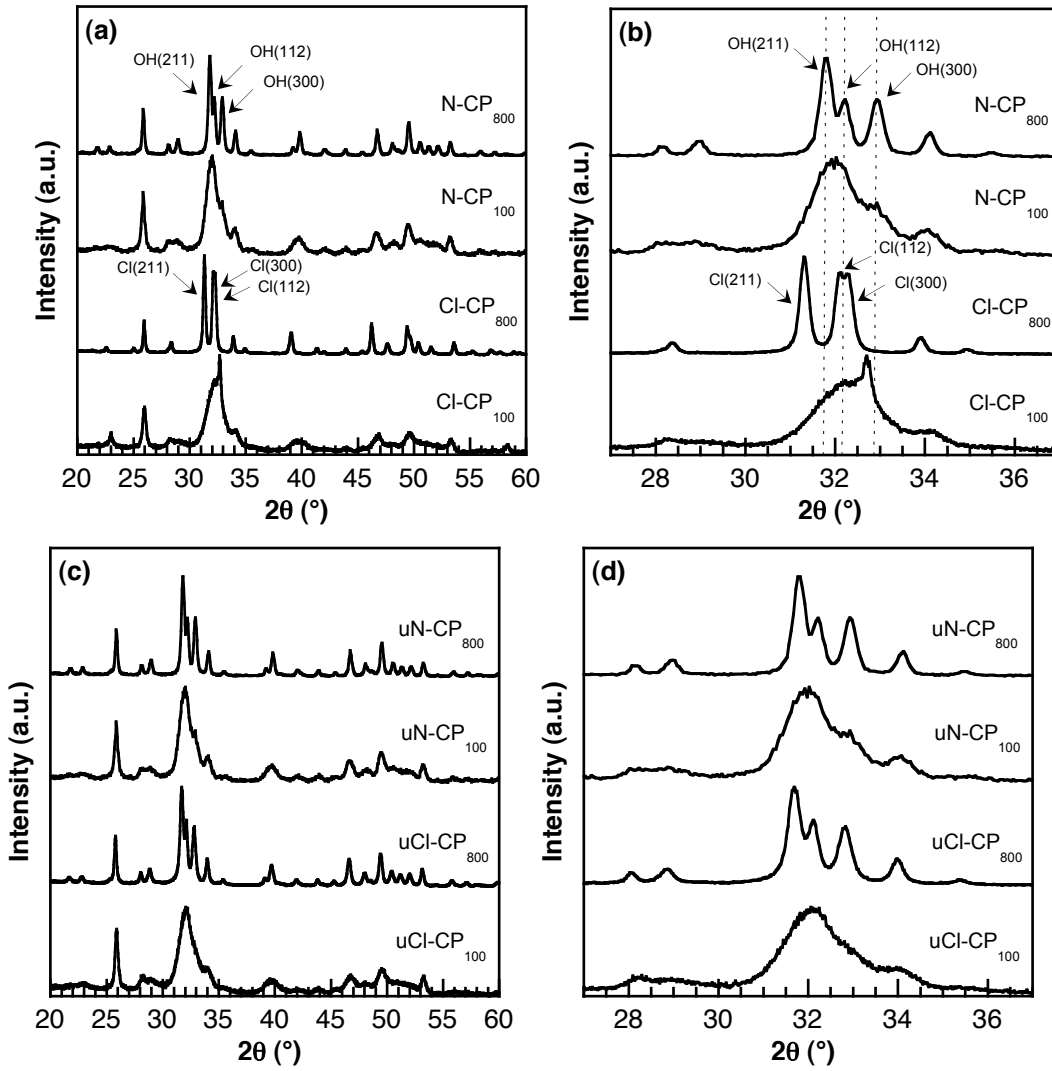 (a)
OH(211)
OH(112)
OH(300)
N-CP800
N-CP100
Cl(211)
Cl(300)
Cl(112)
Cl-CP800
Cl-CP100
Intensity (a.u.)
20 25 30 35 40 45 50 55 60
2θ (°)
(b)
OH(211)
OH(112)
OH(300)
N-CP800
N-CP100
Cl(112)
Cl(211)
Cl(300)
Cl-CP800
Cl-CP100
Intensity (a.u.)
28 30 32 34 36
2θ (°)
(c)
uN-CP800
uN-CP100
uCl-CP800
uCl-CP100
Intensity (a.u.)
20 25 30 35 40 45 50 55 60
2θ (°)
(d)
uN-CP800
uN-CP100
uCl-CP800
uCl-CP100
Intensity (a.u.)
28 30 32 34 36
2θ (°)